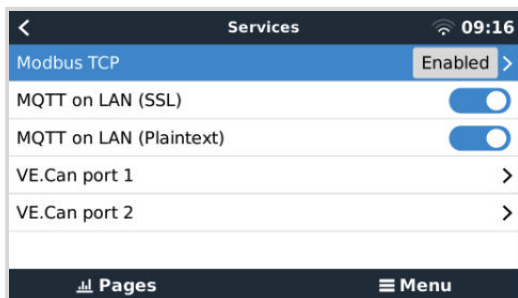 Services 09:16
Modbus TCP Enabled
MQTT on LAN (SSL)
MQTT on LAN (Plaintext)
VE.Can port 1
VE.Can port 2
Pages Menu